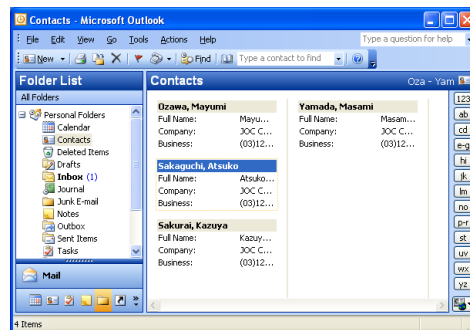 Contacts - Microsoft Outlook
File Edit View Go Tools Actions Help
Type a question for help
New Find Type a contact to find
Folder List
Contacts
Oza - Yam
All Folders
Personal Folders
Calendar
Contacts
Deleted Items
Drafts
Inbox (1)
Journal
Junk E-mail
Notes
Outbox
Sent Items
Tasks
Mail
Ozawa, Mayumi
Full Name: Mayu...
Company: JOC C...
Business: (03)12...
Sakaguchi, Atsuko
Full Name: Atsuko...
Company: JOC C...
Business: (03)12...
Sakurai, Kazuya
Full Name: Kazuy...
Company: JOC C...
Business: (03)12...
Yamada, Masami
Full Name: Masam...
Company: JOC C...
Business: (03)12...
123
ab
cd
e-g
hi
jk
lm
no
p-r
st
uv
wx
yz
4 Items